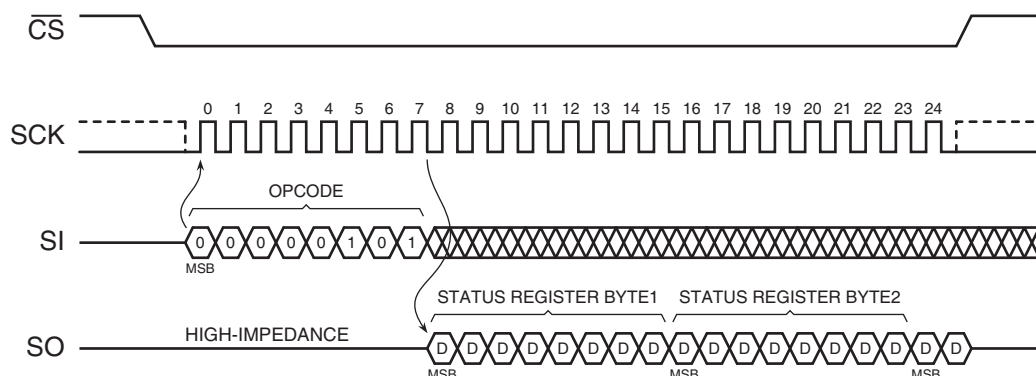 CS
0 1 2 3 4 5 6 7 8 9 10 11 12 13 14 15 16 17 18 19 20 21 22 23 24
SCK
OPCODE
SI 0 0 0 0 0 1 0 1
MSB
STATUS REGISTER BYTE1 STATUS REGISTER BYTE2
HIGH-IMPEDANCE
SO D D D D D D D D D D D D D D D D D D
MSB MSB MSB